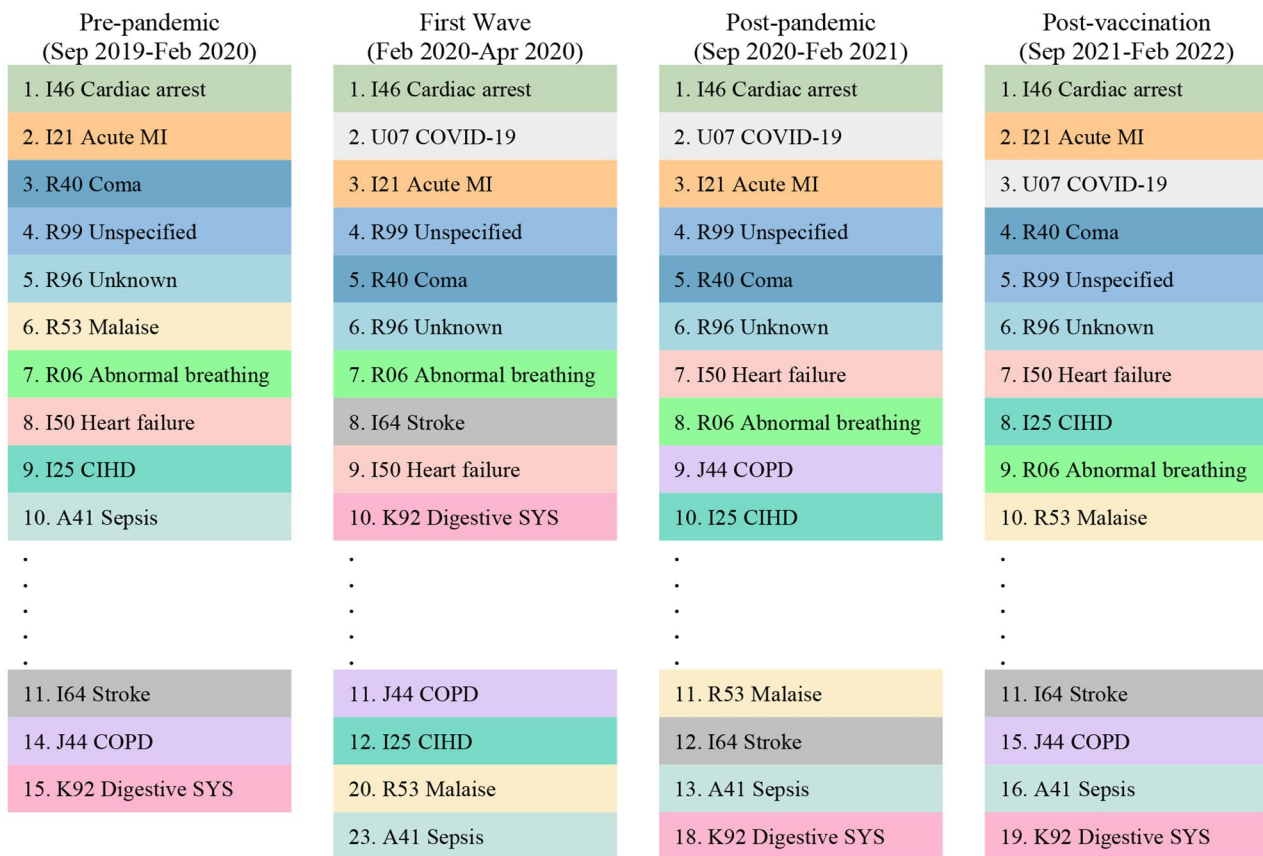 Pre-pandemic
(Sep 2019-Feb 2020)
1. I46 Cardiac arrest
2. I21 Acute MI
3. R40 Coma
4. R99 Unspecified
5. R96 Unknown
6. R53 Malaise
7. R06 Abnormal breathing
8. I50 Heart failure
9. I25 CIHD
10. A41 Sepsis
.
.
.
.
.
11. I64 Stroke
14. J44 COPD
15. K92 Digestive SYS
First Wave
(Feb 2020-Apr 2020)
1. I46 Cardiac arrest
2. U07 COVID-19
3. I21 Acute MI
4. R99 Unspecified
5. R40 Coma
6. R96 Unknown
7. R06 Abnormal breathing
8. I64 Stroke
9. I50 Heart failure
10. K92 Digestive SYS
.
.
.
.
.
11. J44 COPD
12. I25 CIHD
20. R53 Malaise
23. A41 Sepsis
Post-pandemic
(Sep 2020-Feb 2021)
1. I46 Cardiac arrest
2. U07 COVID-19
3. I21 Acute MI
4. R99 Unspecified
5. R40 Coma
6. R96 Unknown
7. I50 Heart failure
8. R06 Abnormal breathing
9. J44 COPD
10. I25 CIHD
.
.
.
.
.
11. R53 Malaise
12. I64 Stroke
13. A41 Sepsis
18. K92 Digestive SYS
Post-vaccination
(Sep 2021-Feb 2022)
1. I46 Cardiac arrest
2. I21 Acute MI
3. U07 COVID-19
4. R40 Coma
5. R99 Unspecified
6. R96 Unknown
7. I50 Heart failure
8. I25 CIHD
9. R06 Abnormal breathing
10. R53 Malaise
.
.
.
.
.
11. I64 Stroke
15. J44 COPD
16. A41 Sepsis
19. K92 Digestive SYS